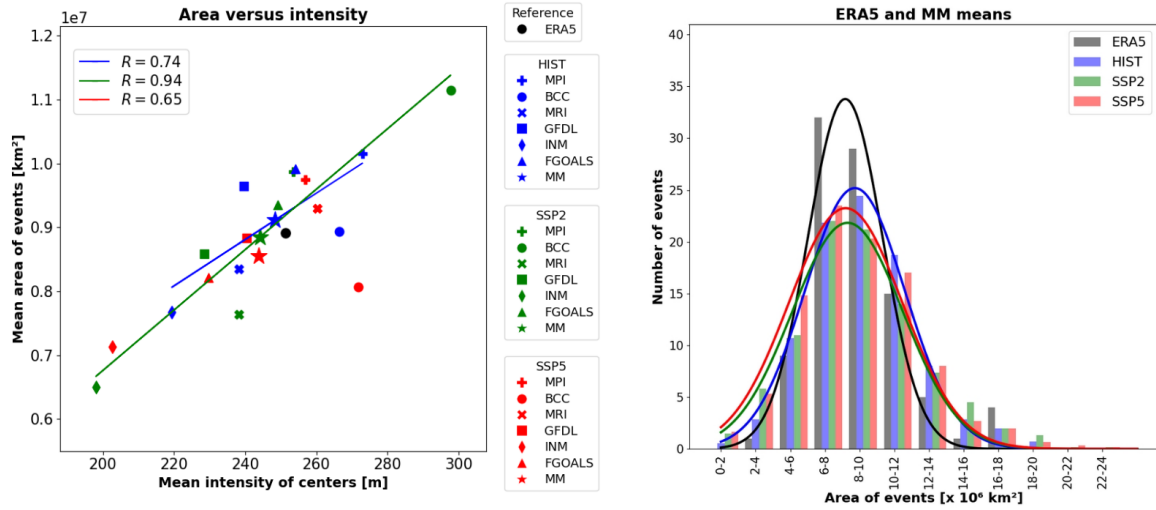 Area versus intensity
1e7
1.2
1.1
1.0
0.9
0.8
0.7
0.6
Mean area of events [km²]
R = 0.74
R = 0.94
R = 0.65
200
220
240
260
280
300
Mean intensity of centers [m]
Reference
ERA5
HIST
MPI
BCC
MRI
GFDL
INM
FGOALS
MM
SSP2
MPI
BCC
MRI
GFDL
INM
FGOALS
MM
SSP5
MPI
BCC
MRI
GFDL
INM
FGOALS
MM
ERA5 and MM means
40
35
30
25
20
15
10
5
0
Number of events
ERA5
HIST
SSP2
SSP5
0-2
2-4
4-6
6-8
8-10
10-12
12-14
14-16
16-18
18-20
20-22
22-24
Area of events [x 10⁶ km²]